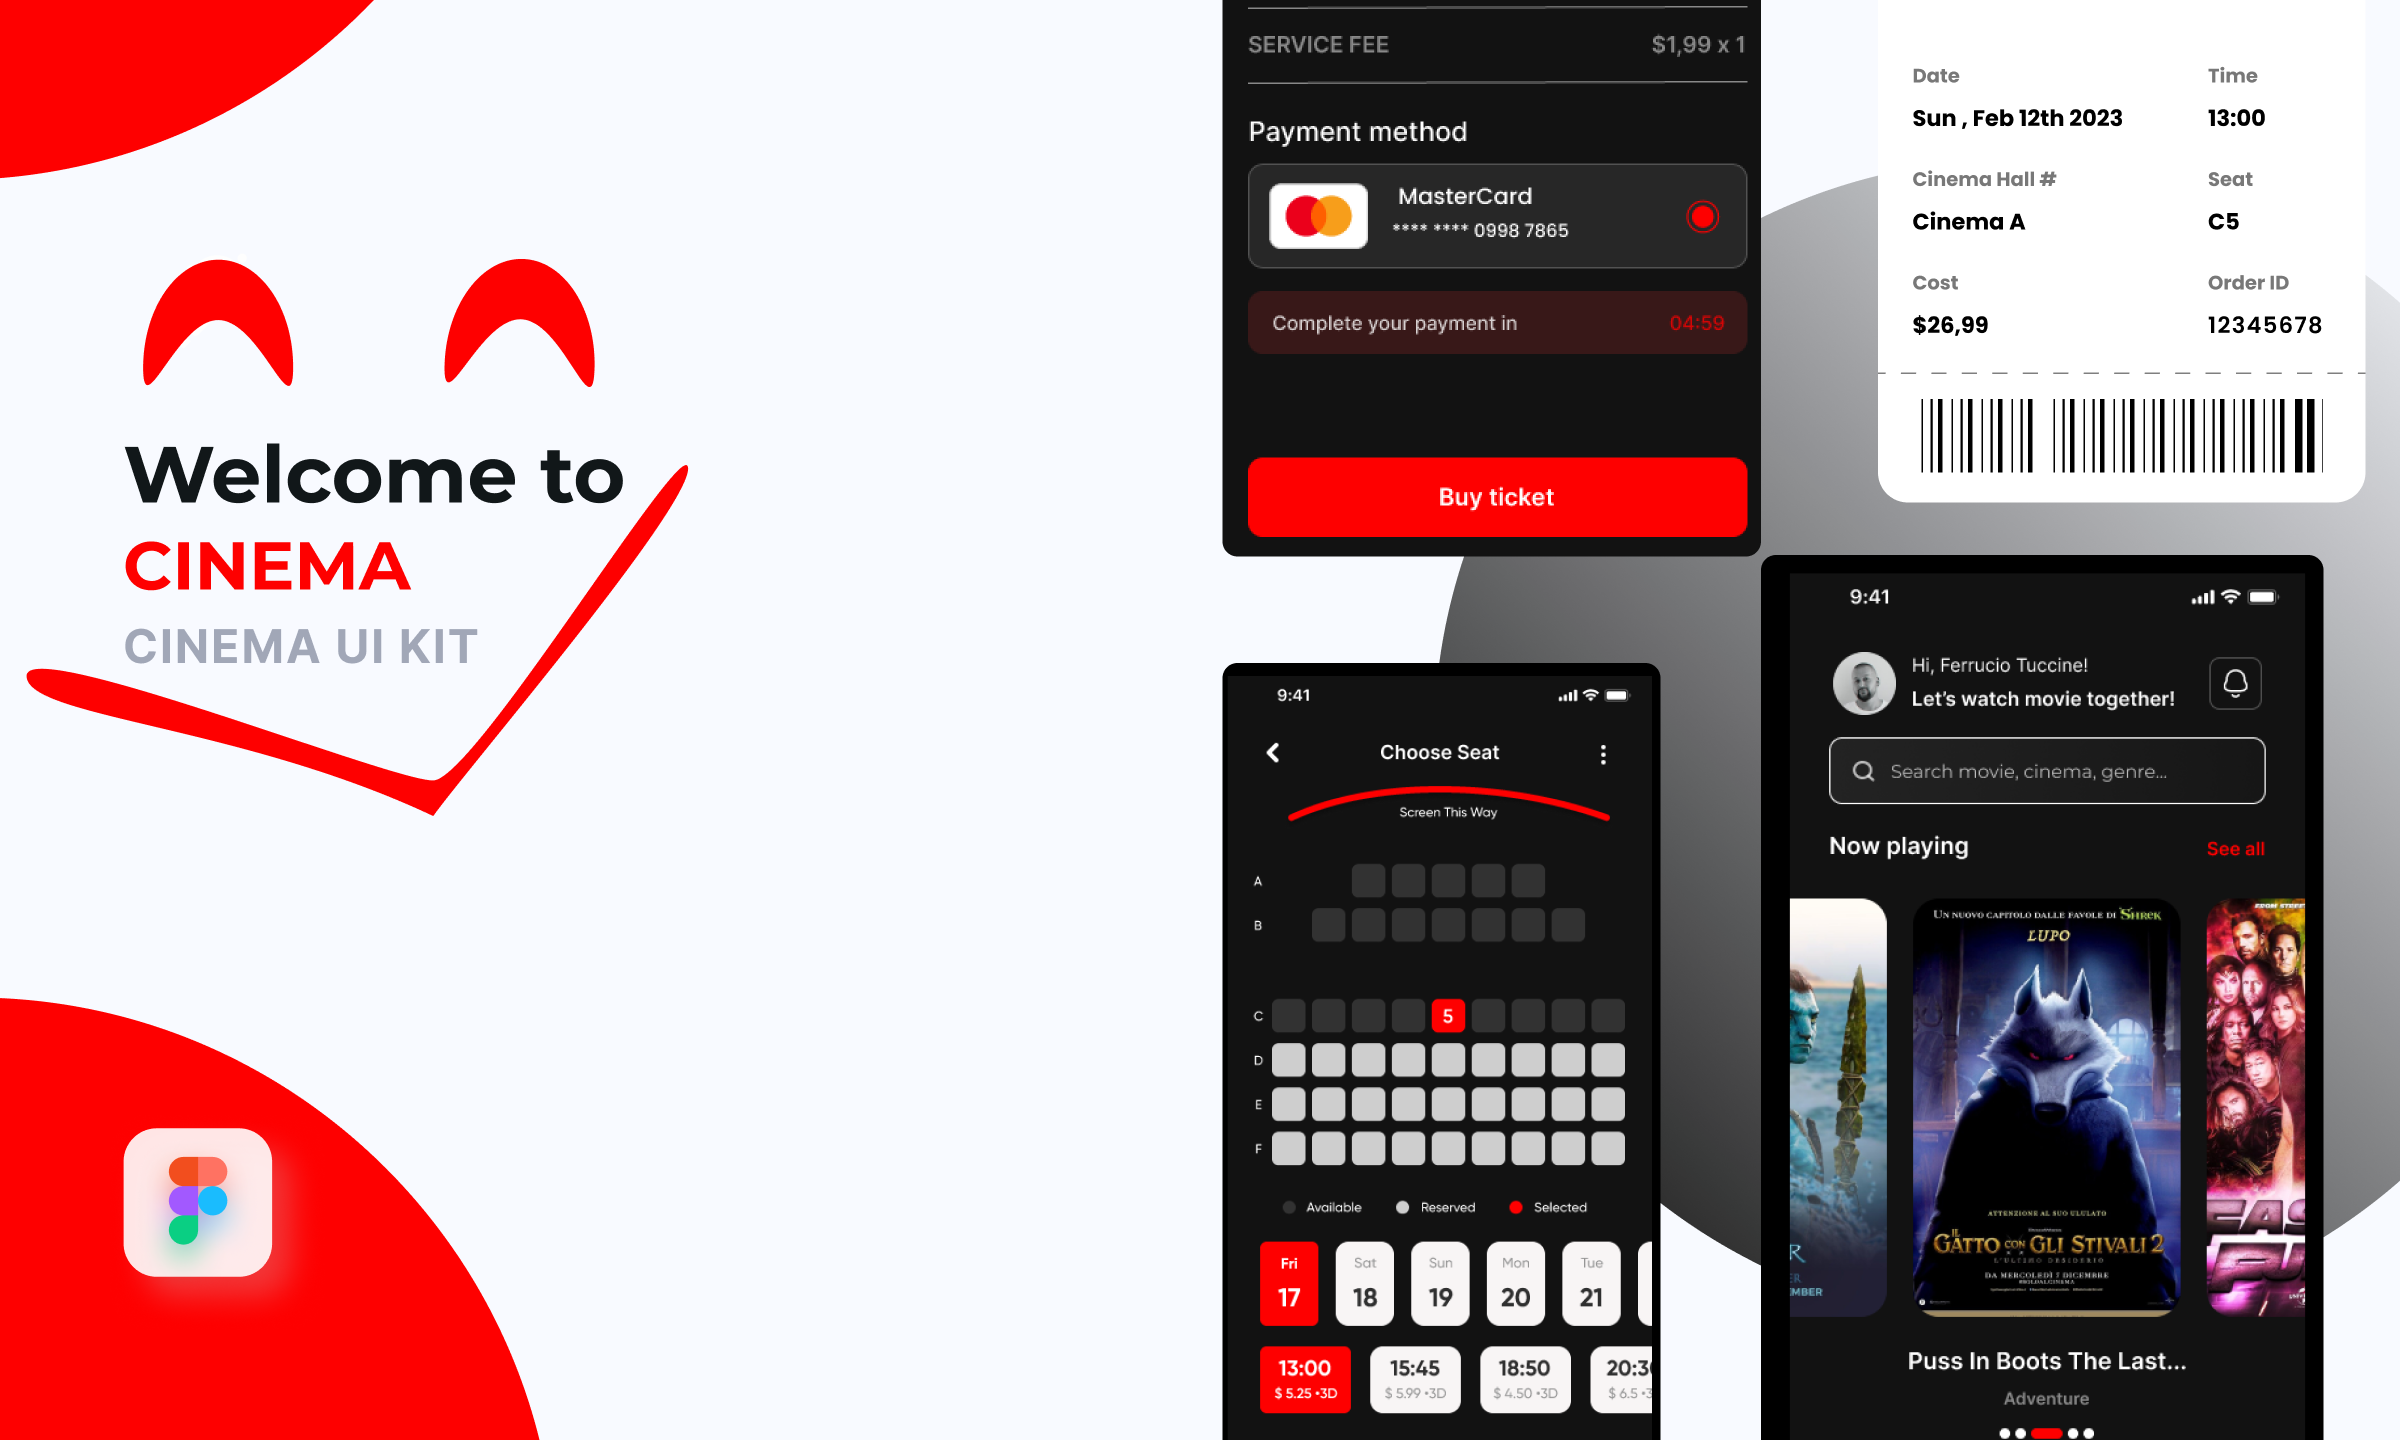 Welcome to
CINEMA
CINEMA UI KIT
SERVICE FEE $1,99 x 1
Payment method
MasterCard
**** **** 0998 7865
Complete your payment in 04:59
Buy ticket
Date Time
Sun , Feb 12th 2023 13:00
Cinema Hall # Seat
Cinema A C5
Cost Order ID
$26,99 12345678
9:41
Choose Seat
Screen This Way
A
B
C 5
D
E
F
Available Reserved Selected
Fri Sat Sun Mon Tue
17 18 19 20 21
13:00 15:45 18:50 20:30
$ 5.25 •3D $ 5.99 •3D $ 4.50 •3D $ 6.5 •3
9:41
Hi, Ferrucio Tuccine!
Let's watch movie together!
Search movie, cinema, genre...
Now playing See all
UN NUOVO CAPITOLO DALLE FAVOLE DI SHREK
LUPO
ATTENZIONE AL SUO ULULATO
IL GATTO CON GLI STIVALI 2
L'ULTIMO DESIDERIO
DA MERCOLEDÌ 7 DICEMBRE
R
ER
EMBER
FAS
FU
Puss In Boots The Last...
Adventure